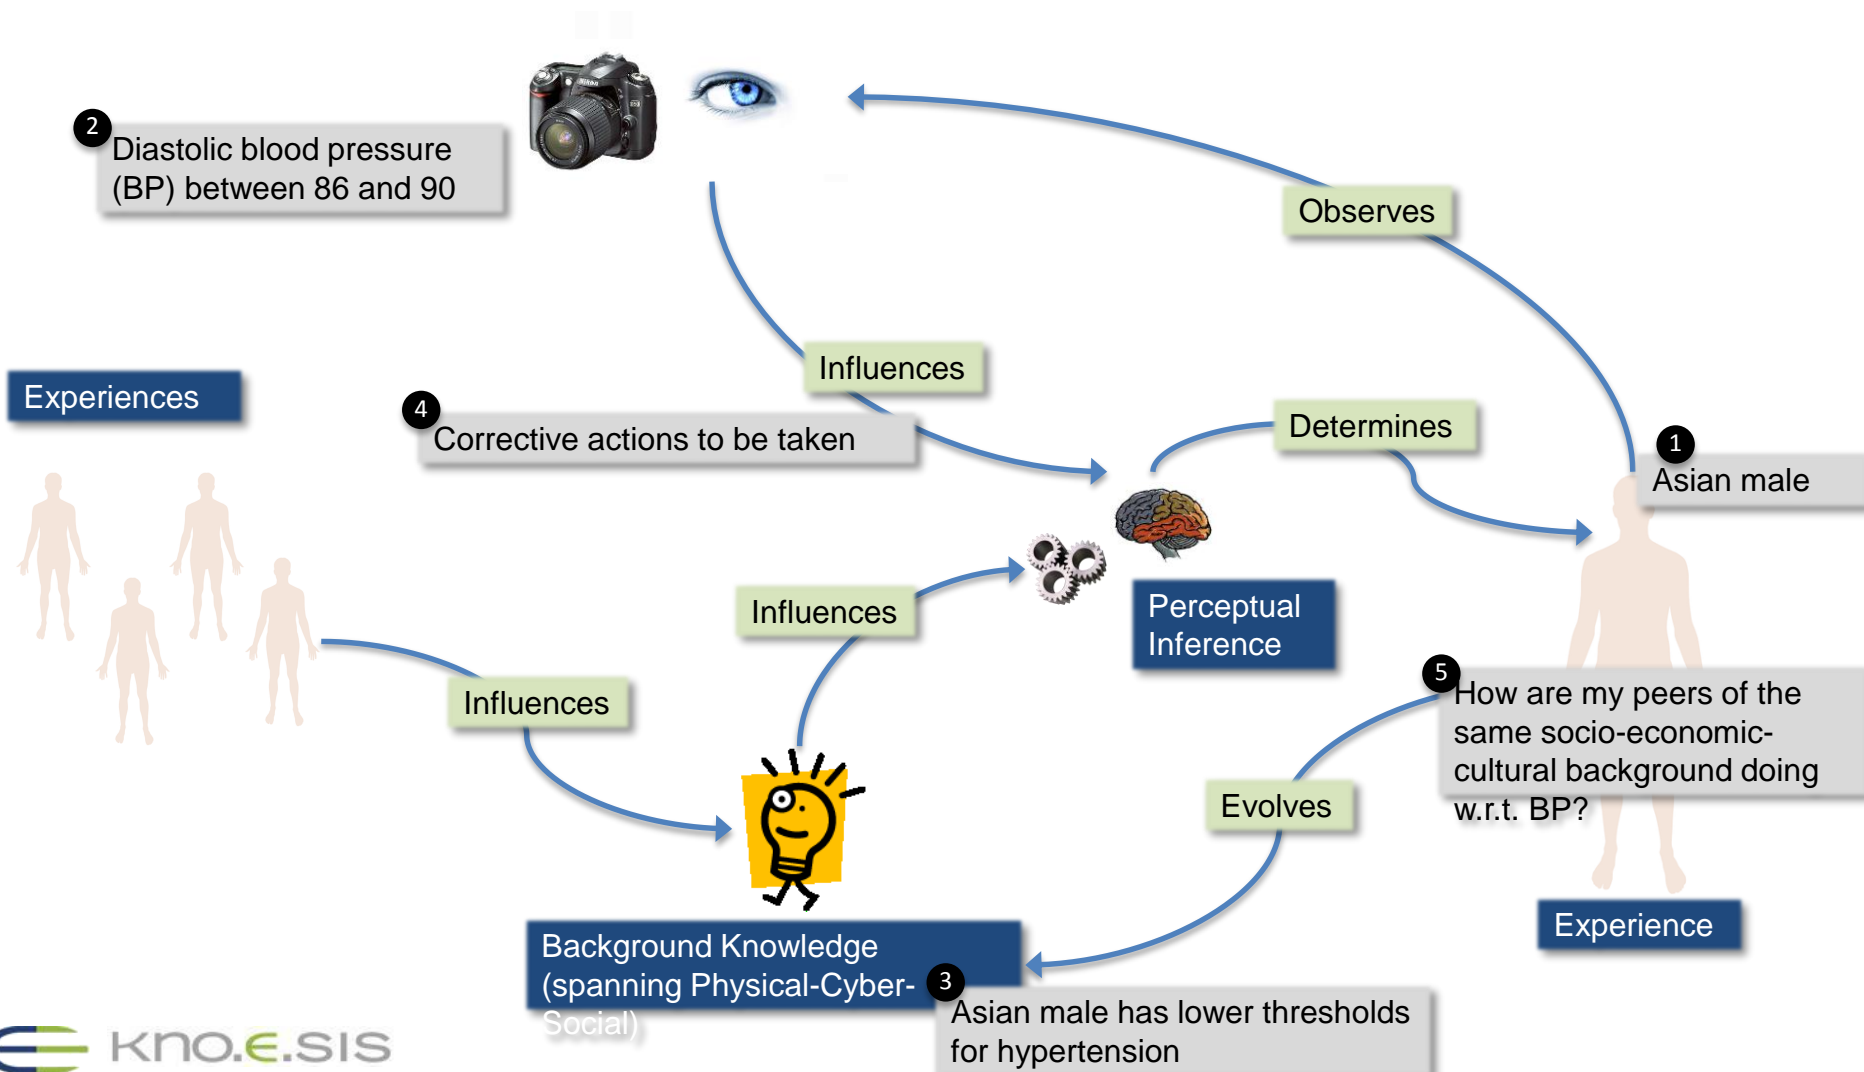 2
Diastolic blood pressure
(BP) between 86 and 90
Observes
Influences
Experiences
4
Corrective actions to be taken
Determines
1
Asian male
Influences
Perceptual
Inference
Influences
5
How are my peers of the
same socio-economic-
cultural background doing
w.r.t. BP?
Evolves
Experience
Background Knowledge
(spanning Physical-Cyber-
Social)
3
Asian male has lower thresholds
for hypertension
kno.e.sis